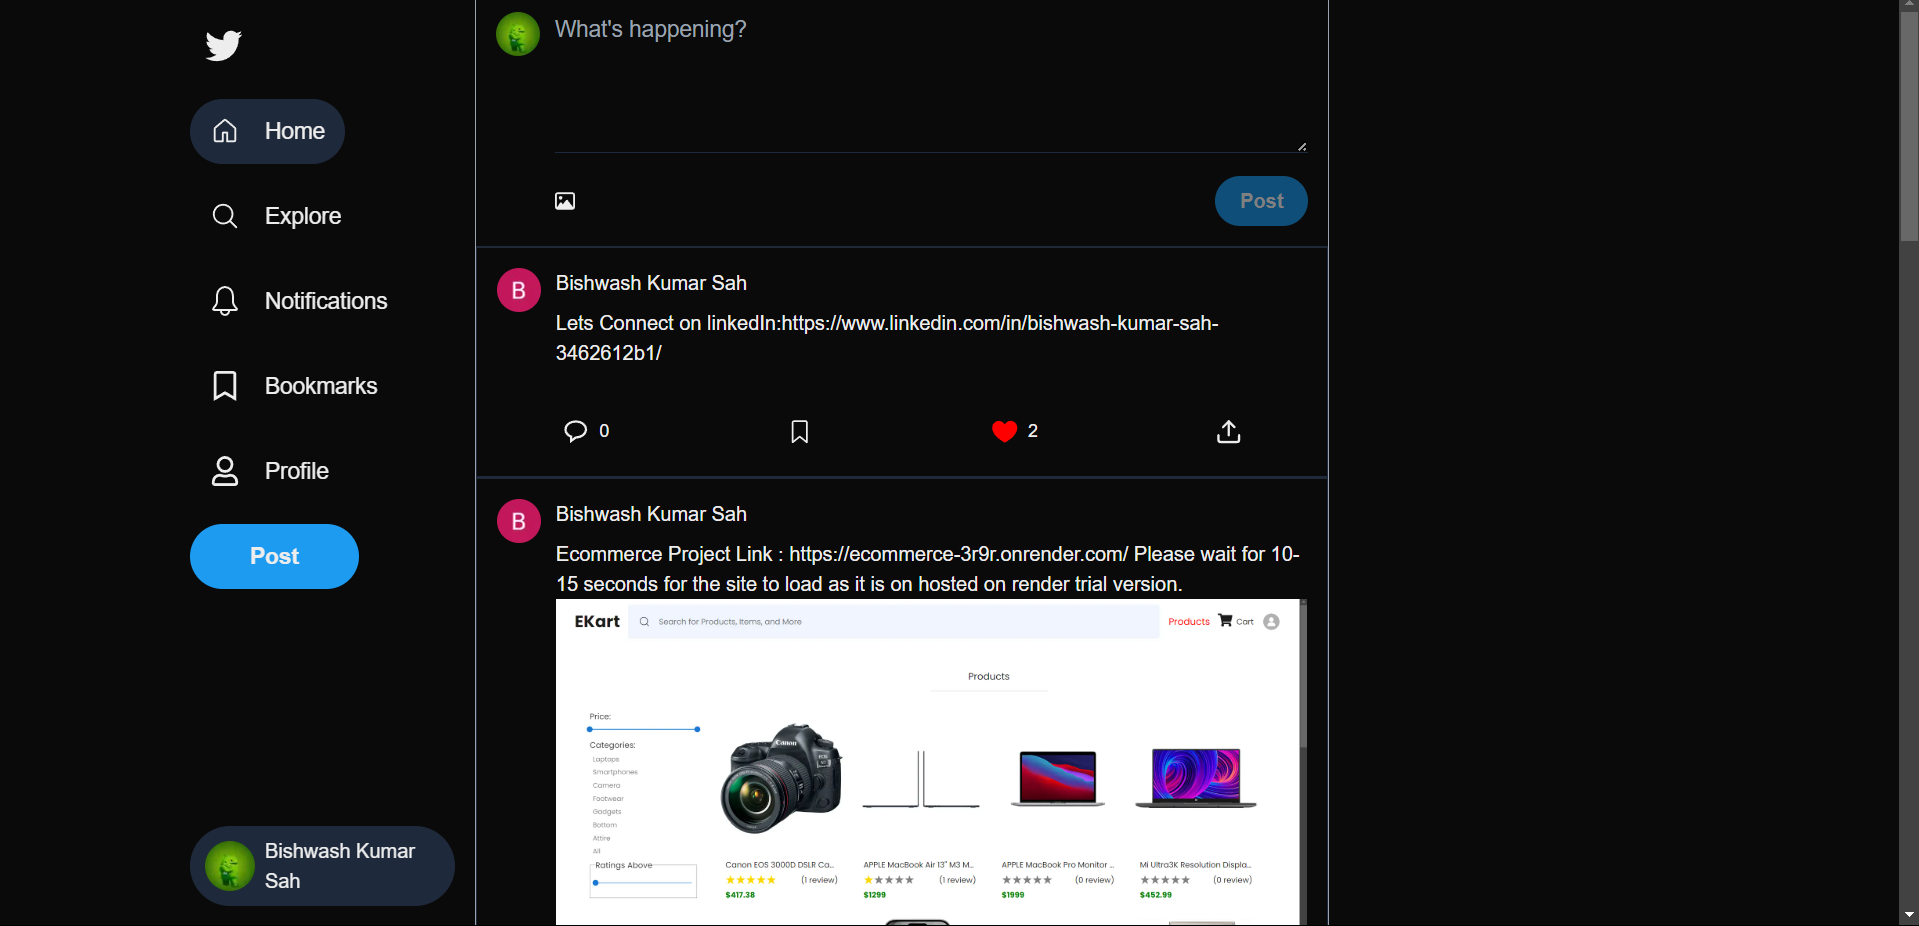 What's happening?
Home
Explore
Notifications
Bookmarks
Profile
Post
Bishwash Kumar
Sah
Post
B
Bishwash Kumar Sah
Lets Connect on linkedIn:https://www.linkedin.com/in/bishwash-kumar-sah-
3462612b1/
0
2
B
Bishwash Kumar Sah
Ecommerce Project Link : https://ecommerce-3r9r.onrender.com/ Please wait for 10-
15 seconds for the site to load as it is on hosted on render trial version.
EKart
Search for Products, Items, and More
Products
Cart
Products
Price:
Categories:
Laptops
Smartphones
Camera
Footwear
Gadgets
Bottom
Attire
All
Ratings Above
Canon
Canon EOS 3000D DSLR Ca...
(1 review)
$417.38
APPLE MacBook Air 13" M3 M...
(1 review)
$1299
APPLE MacBook Pro Monitor ...
(0 review)
$1999
Mi Ultra3K Resolution Displa...
(0 review)
$452.99